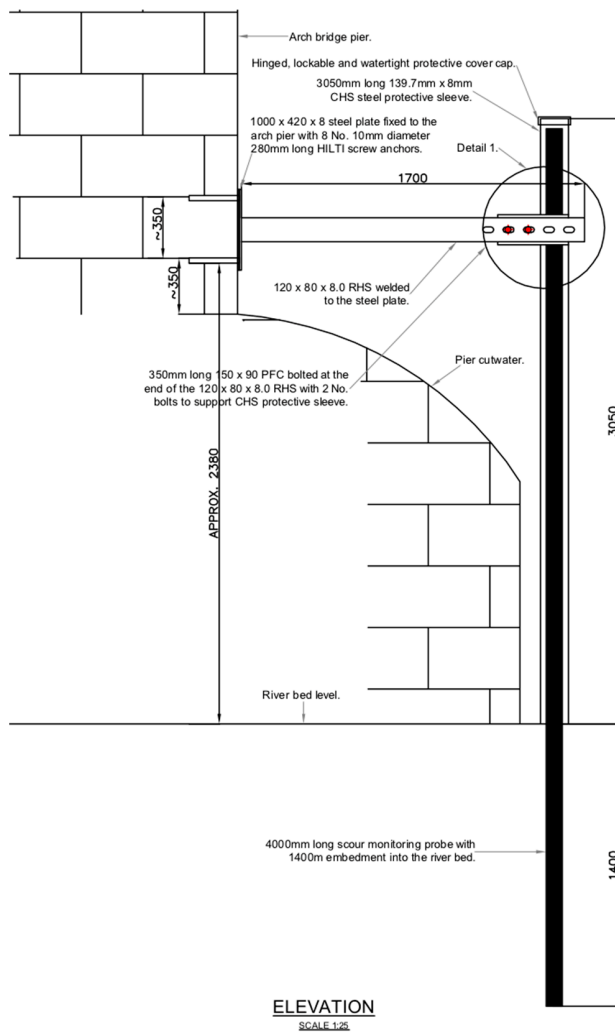 Arch bridge pier.
Hinged, lockable and watertight protective cover cap.
3050mm long 139.7mm x 8mm
CHS steel protective sleeve.
1000 x 420 x 8 steel plate fixed to the
arch pier with 8 No. 10mm diameter
280mm long HILTI screw anchors.
Detail 1.
1700
~350
~350
120 x 80 x 8.0 RHS welded
to the steel plate.
350mm long 150 x 90 PFC bolted at the
end of the 120 x 80 x 8.0 RHS with 2 No.
bolts to support CHS protective sleeve.
Pier cutwater.
3050
APPROX. 2380
River bed level.
4000mm long scour monitoring probe with
1400m embedment into the river bed.
1400
ELEVATION
SCALE 1:25